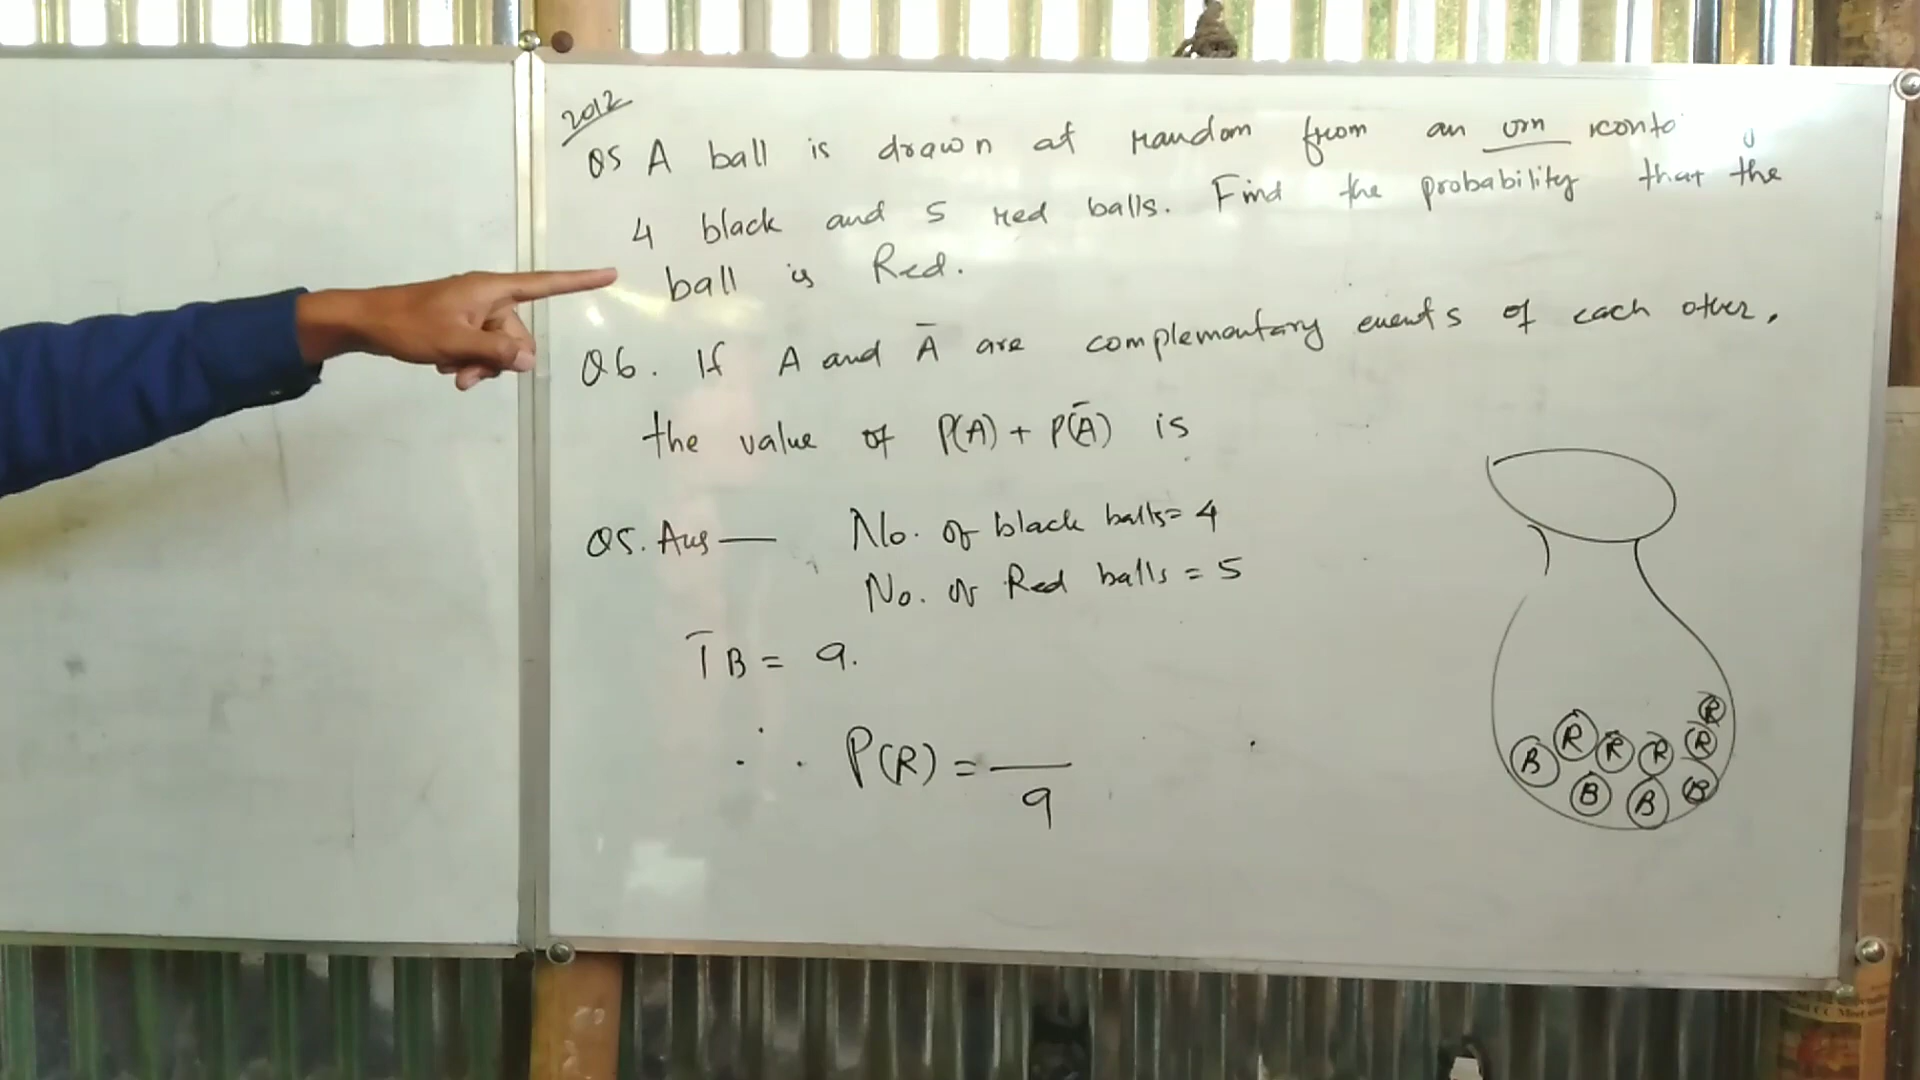 2012
Q5 A ball is drawn at random from an urn
4 black and 5 red balls. Find the probability that the
ball is Red.
Q6. If A and Ā are complementary events of each other,
the value of P(A) + P(Ā) is
Q5. Ans — No. of black balls = 4
No. of Red balls = 5
TB = 9.
∴ P(R) = —
9
R
R R R R
B
B B B